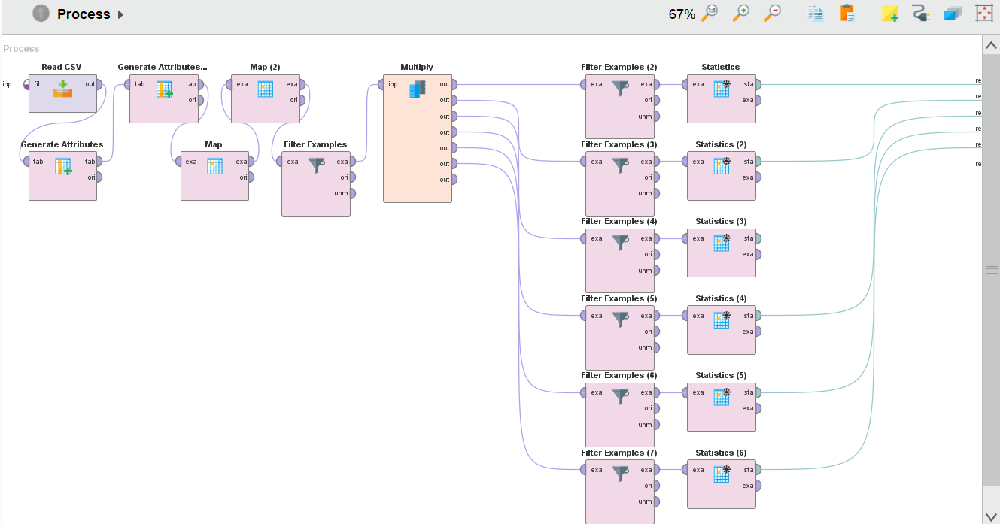 Process
67%
1:1
Process
inp
Read CSV
fil
out
Generate Attributes...
tab
tab
ori
Map (2)
exa
exa
ori
Multiply
inp
out
out
out
out
out
out
out
Generate Attributes
tab
tab
ori
Map
exa
exa
ori
Filter Examples
exa
exa
ori
unm
Filter Examples (2)
exa
exa
ori
unm
Statistics
exa
sta
exa
Filter Examples (3)
exa
exa
ori
unm
Statistics (2)
exa
sta
exa
Filter Examples (4)
exa
exa
ori
unm
Statistics (3)
exa
sta
exa
Filter Examples (5)
exa
exa
ori
unm
Statistics (4)
exa
sta
exa
Filter Examples (6)
exa
exa
ori
unm
Statistics (5)
exa
sta
exa
Filter Examples (7)
exa
exa
ori
unm
Statistics (6)
exa
sta
exa
re
re
re
re
re
re